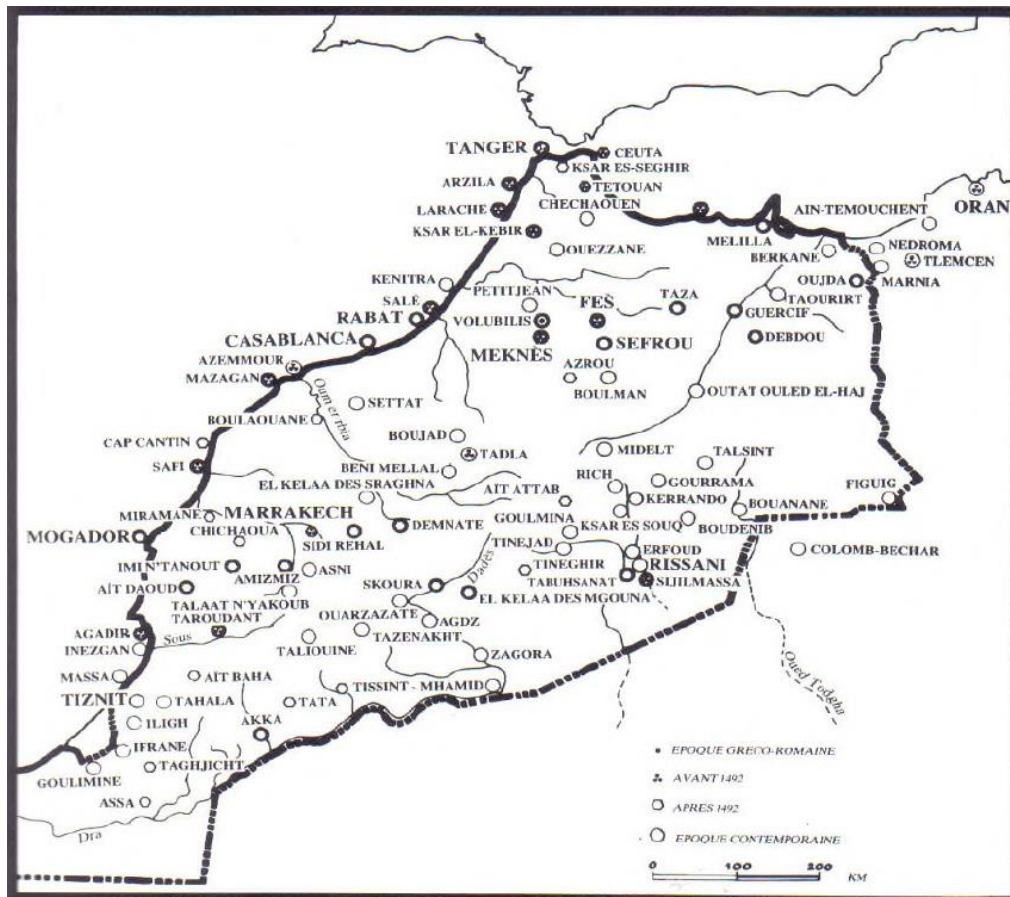 TANGER
CEUTA
KSAR ES-SEGHIR
ARZILA
TETOUAN
CHECHAOUEN
LARACHE
KSAR EL-KEBIR
OUEZZANE
MELILLA
AIN-TEMOUCHENT
ORAN
BERKANE
NEDROMA
TLEMCEN
OUJDA
MARNIA
KENITRA
PETITJEAN
SALÉ
RABAT
FES
TAZA
TAOURIRT
GUERCIF
VOLUBILIS
CASABLANCA
MEKNÈS
SEFROU
DEBDOU
AZEMMOUR
MAZAGAN
AZROU
BOULMAN
OUTAT OULED EL-HAJ
Oum er rbia
SETTAT
BOULAOUANE
BOUJAD
CAP CANTIN
TADLA
MIDELT
TALSINT
SAFI
BENI MELLAL
EL KELAA DES SRAGHNA
RICH
GOURRAMA
AÏT ATTAB
KERRANDO
BOUANANE
FIGUIG
MIRAMANE
MARRAKECH
CHICHAOUA
DEMNATE
GOULMINA
KSAR ES SOUQ
BOUDENIB
MOGADOR
SIDI REHAL
TINEJAD
ERFOUD
COLOMB-BECHAR
IMI N'TANOUT
AMIZMIZ
ASNI
Dadès
TINEGHIR
RISSANI
AÏT DAOUD
SKOURA
TABUHSANAT
SIJILMASSA
EL KELAA DES MGOUNA
TALAAT N'YAKOUB
TAROUDANT
OUARZAZATE
AGDZ
AGADIR
Sous
TAZENAKHT
INEZGAN
TALIOUINE
ZAGORA
Oued Todgha
MASSA
AÏT BAHA
TISSINT - MHAMID
TIZNIT
TAHALA
TATA
ILIGH
AKKA
IFRANE
GOULIMINE
TAGHJICHT
ASSA
Dra
EPOQUE GRECO-ROMAINE
AVANT 1492
APRES 1492
EPOQUE CONTEMPORAINE
0 100 200
KM